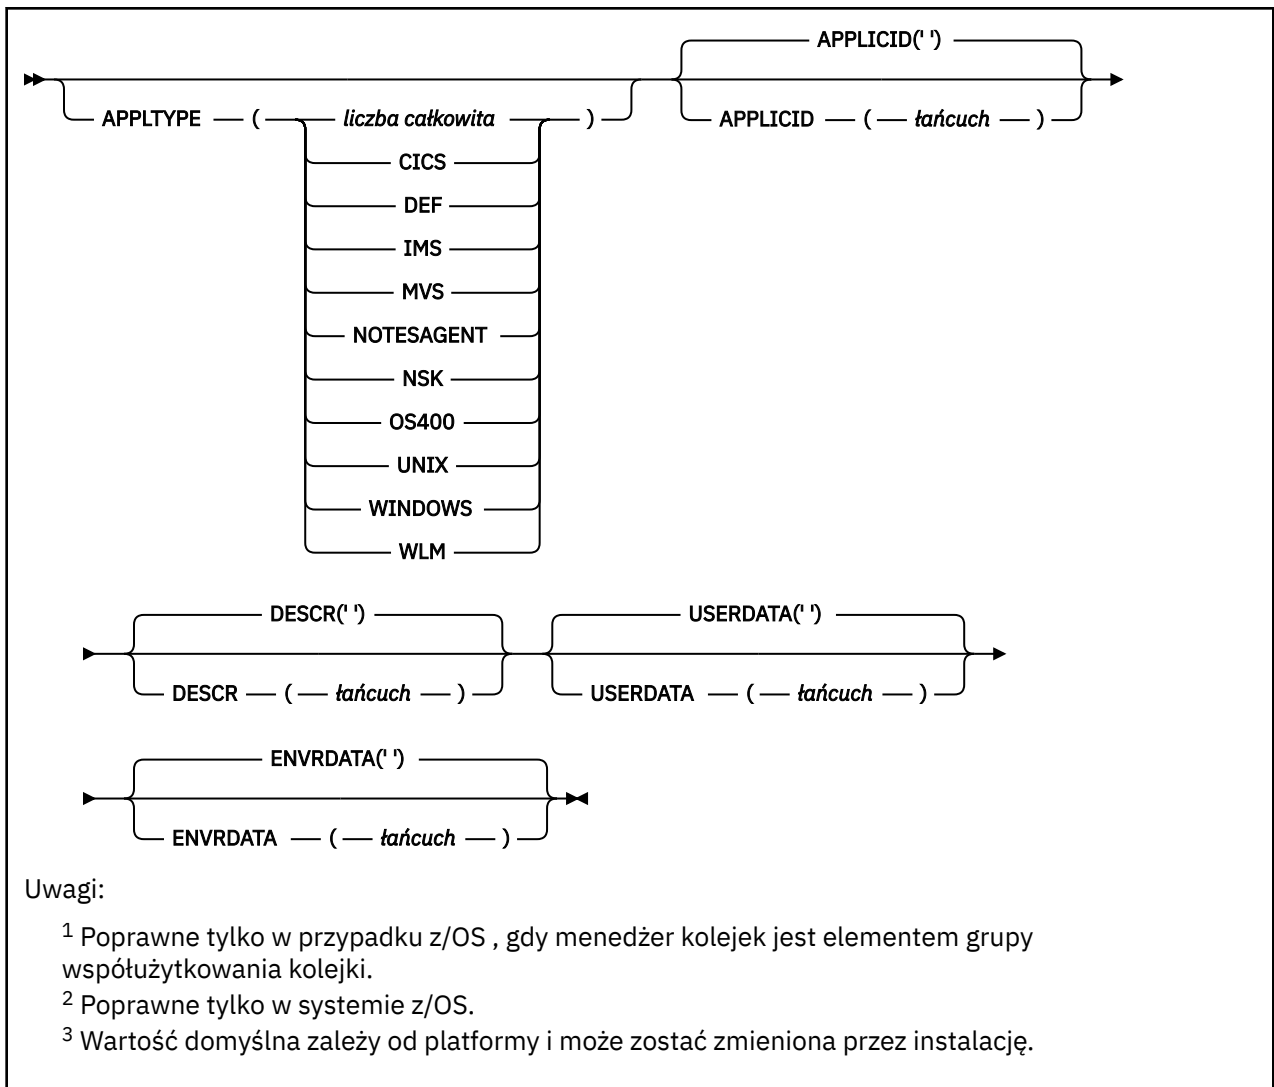 APPLICID(' ')
APPLTYPE ( liczba całkowita ) APPLICID ( łańcuch )
CICS
DEF
IMS
MVS
NOTESAGENT
NSK
OS400
UNIX
WINDOWS
WLM
DESCR(' ') USERDATA(' ')
DESCR ( łańcuch ) USERDATA ( łańcuch )
ENVRDATA(' ')
ENVRDATA ( łańcuch )
Uwagi:
1 Poprawne tylko w przypadku z/OS , gdy menedżer kolejek jest elementem grupy
współużytkowania kolejki.
2 Poprawne tylko w systemie z/OS.
3 Wartość domyślna zależy od platformy i może zostać zmieniona przez instalację.